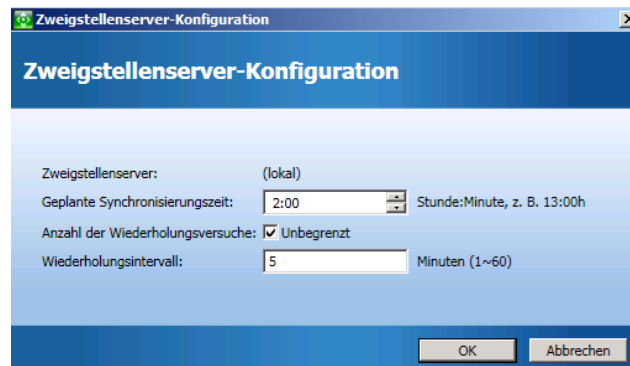 Zweigstellenserver-Konfiguration
Zweigstellenserver-Konfiguration
Zweigstellenserver: (lokal)
Geplante Synchronisierungszeit: 2:00 Stunde:Minute, z. B. 13:00h
Anzahl der Wiederholungsversuche: Unbegrenzt
Wiederholungsintervall: 5 Minuten (1~60)
OK Abbrechen